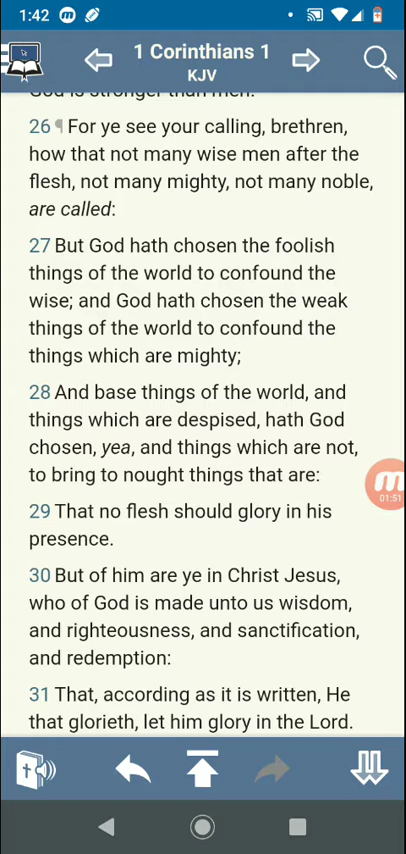 1:42
1 Corinthians 1
KJV
God is stronger than men.
26 ¶ For ye see your calling, brethren,
how that not many wise men after the
flesh, not many mighty, not many noble,
are called:
27 But God hath chosen the foolish
things of the world to confound the
wise; and God hath chosen the weak
things of the world to confound the
things which are mighty;
28 And base things of the world, and
things which are despised, hath God
chosen, yea, and things which are not,
to bring to nought things that are:
29 That no flesh should glory in his
presence.
01:51
30 But of him are ye in Christ Jesus,
who of God is made unto us wisdom,
and righteousness, and sanctification,
and redemption:
31 That, according as it is written, He
that glorieth, let him glory in the Lord.